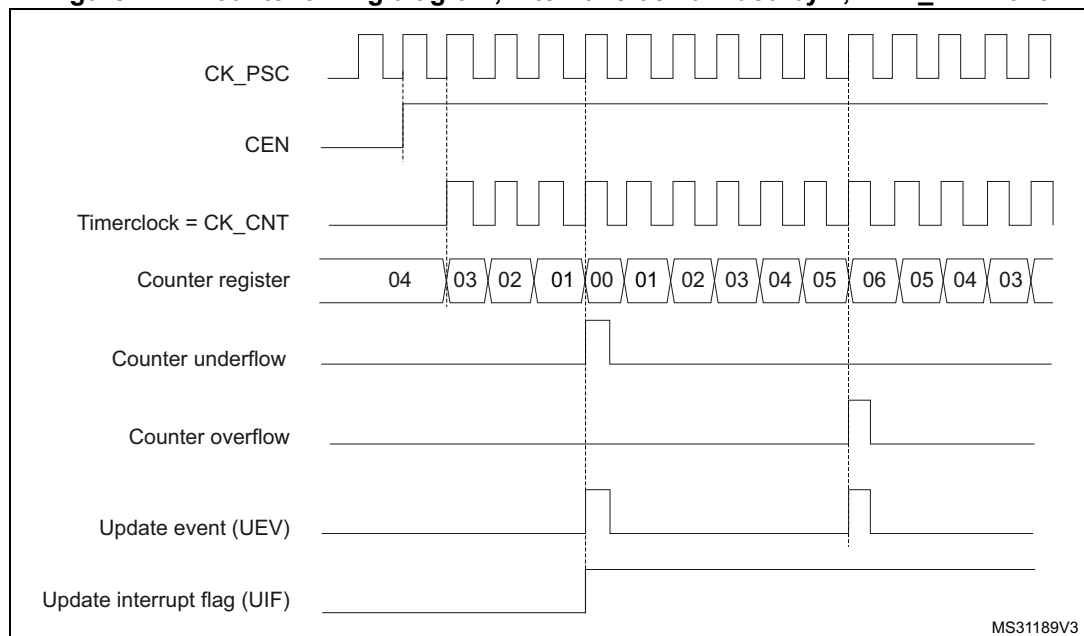 CK_PSC
CEN
Timerclock = CK_CNT
Counter register 04 03 02 01 00 01 02 03 04 05 06 05 04 03
Counter underflow
Counter overflow
Update event (UEV)
Update interrupt flag (UIF)
MS31189V3